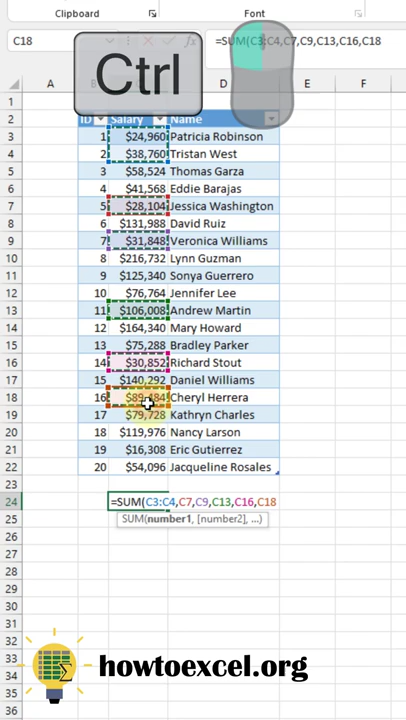 Clipboard
Font
C18
=SUM(C3:C4,C7,C9,C13,C16,C18
Ctrl
A D E F
1
2 ID Salary Name
3 1 $24,960 Patricia Robinson
4 2 $38,760 Tristan West
5 3 $58,524 Thomas Garza
6 4 $41,568 Eddie Barajas
7 5 $28,104 Jessica Washington
8 6 $131,988 David Ruiz
9 7 $31,848 Veronica Williams
10 8 $216,732 Lynn Guzman
11 9 $125,340 Sonya Guerrero
12 10 $76,764 Jennifer Lee
13 11 $106,008 Andrew Martin
14 12 $164,340 Mary Howard
15 13 $75,288 Bradley Parker
16 14 $30,852 Richard Stout
17 15 $140,292 Daniel Williams
18 16 $89,484 Cheryl Herrera
19 17 $79,728 Kathryn Charles
20 18 $119,976 Nancy Larson
21 19 $16,308 Eric Gutierrez
22 20 $54,096 Jacqueline Rosales
23
24 =SUM(C3:C4,C7,C9,C13,C16,C18
25 SUM(number1, [number2], ...)
26
27
28
29
30
31
32
33
34
35
36
howtoexcel.org